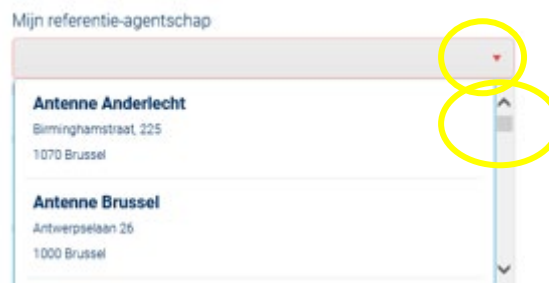 Mijn referentie-agentschap
Antenne Anderlecht
Birminghamstraat, 225
1070 Brussel
Antenne Brussel
Antwerpselaan 26
1000 Brussel